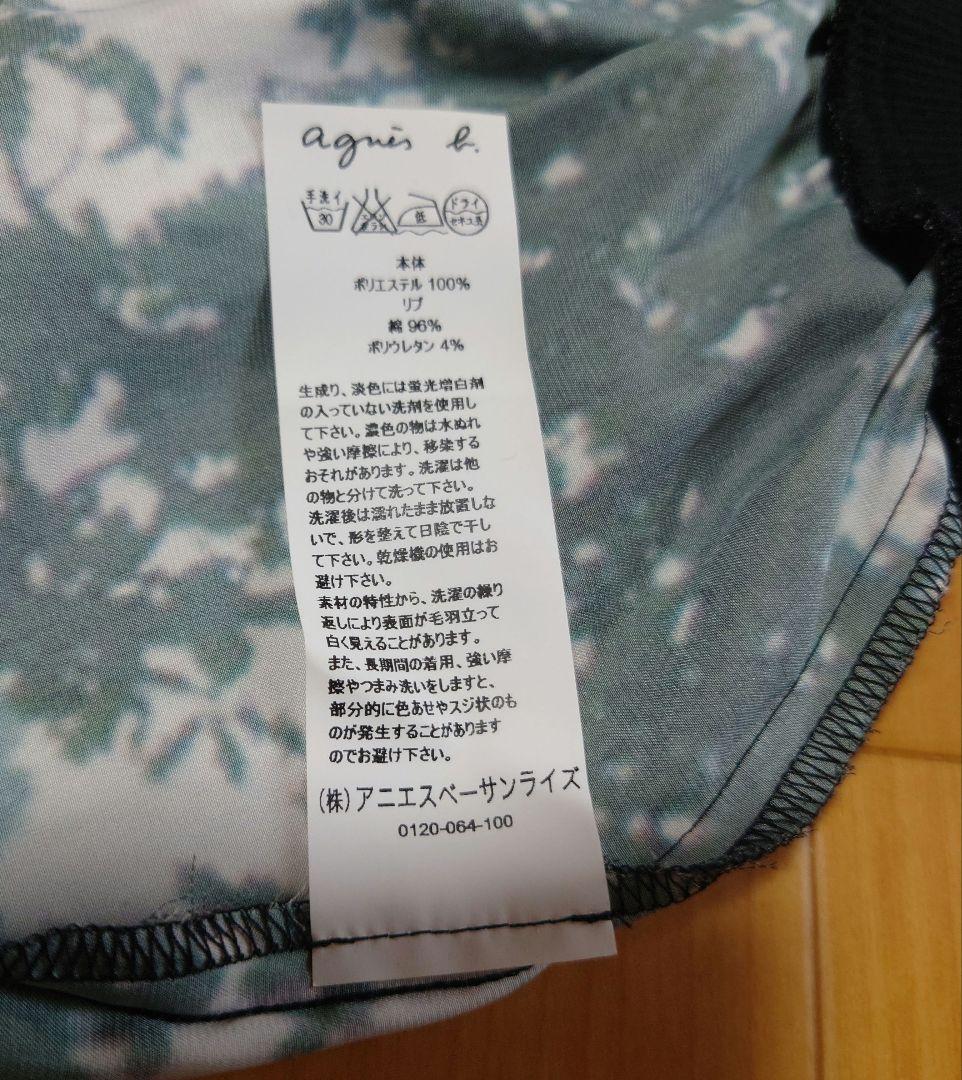 agnès b.
手洗イ 30 エンソサラシ 低 ドライ セキユ系
本体
ポリエステル 100%
リブ
綿 96%
ポリウレタン 4%
生成り、淡色には蛍光増白剤
の入っていない洗剤を使用し
て下さい。濃色の物は水ぬれ
や強い摩擦により、移染する
おそれがあります。洗濯は他
の物と分けて洗って下さい。
洗濯後は濡れたまま放置しな
いで、形を整えて日陰で干し
て下さい。乾燥機の使用はお
避け下さい。
素材の特性から、洗濯の繰り
返しにより表面が毛羽立って
白く見えることがあります。
また、長期間の着用、強い摩
擦やつまみ洗いをしますと、
部分的に色あせやスジ状のも
のが発生することがあります
のでお避け下さい。
(株)アニエスベーサンライズ
0120-064-100